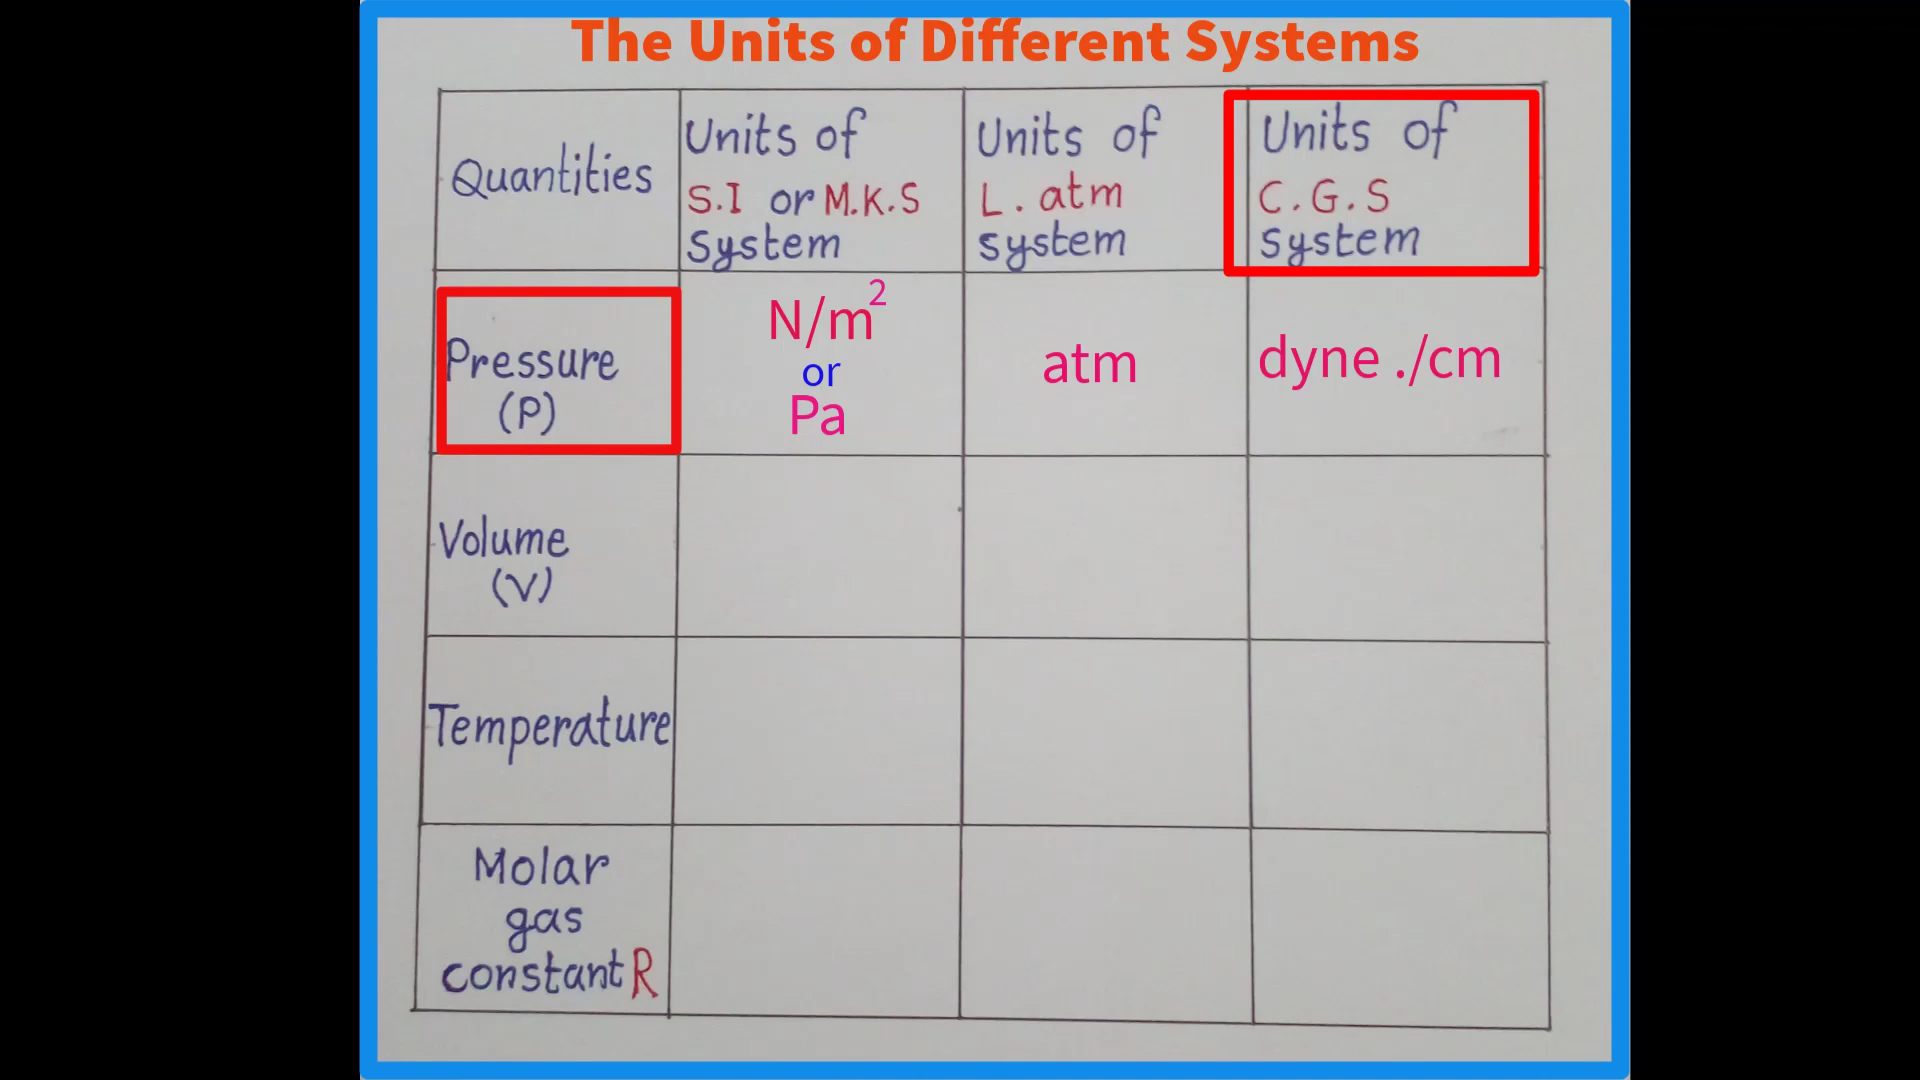 The Units of Different Systems
Quantities
Units of
S.I or M.K.S
System
Units of
L. atm
system
Units of
C.G.S
system
Pressure
(P)
N/m²
or
Pa
atm
dyne ./cm
Volume
(V)
Temperature
Molar
gas
constant R